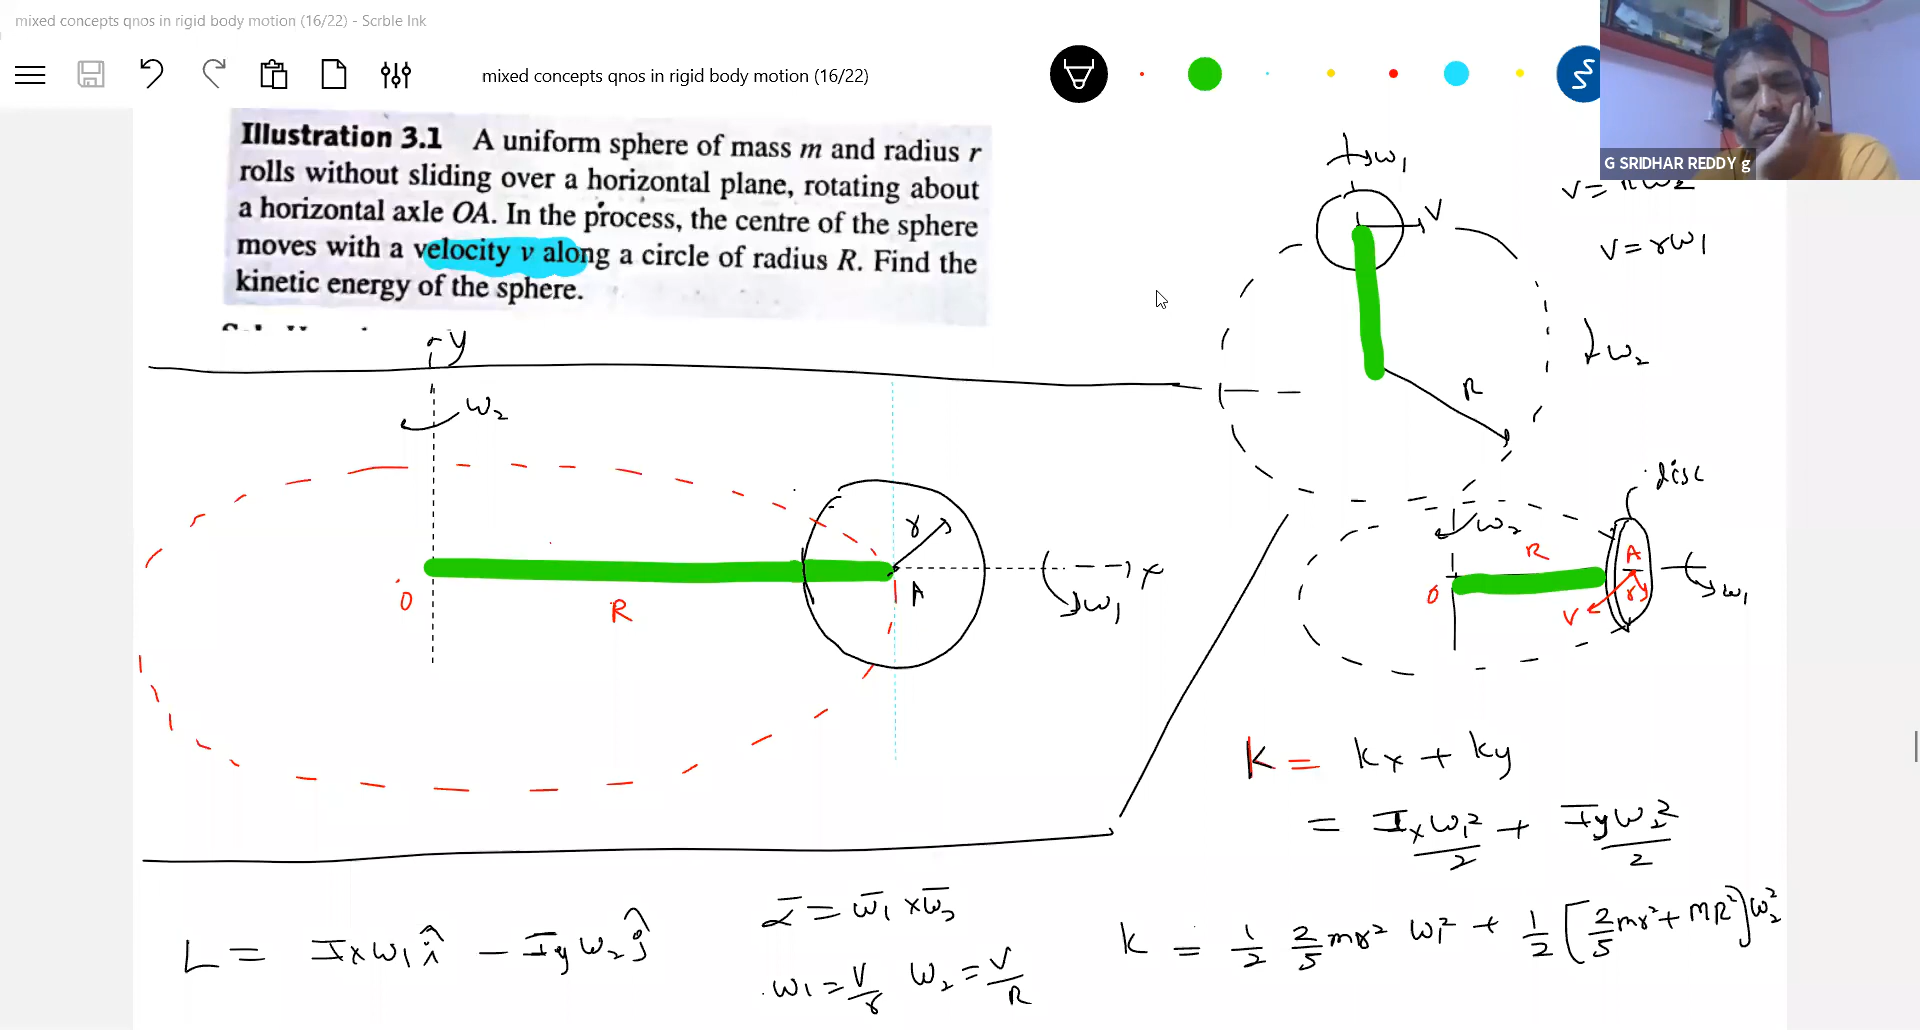 mixed concepts qnos in rigid body motion (16/22) - Scrble Ink
mixed concepts qnos in rigid body motion (16/22)
G SRIDHAR REDDY g
Illustration 3.1 A uniform sphere of mass m and radius r
rolls without sliding over a horizontal plane, rotating about
a horizontal axle OA. In the process, the centre of the sphere
moves with a velocity v along a circle of radius R. Find the
kinetic energy of the sphere.
ω₁
V
V = rω₁
ω₂
R
y
ω₂
r
A
x
ω₁
O
R
disc
ω₂
R
A
r
O
V
ω₁
K = Kx + Ky
= Ixω₁²/2 + Iyω₂²/2
L = Ixω₁î - Iyω₂ĵ
ω₁ = V/r ω₂ = V/R
K = 1/2 2/5 mr² ω₁² + 1/2 [2/5 mr² + MR²] ω₂²